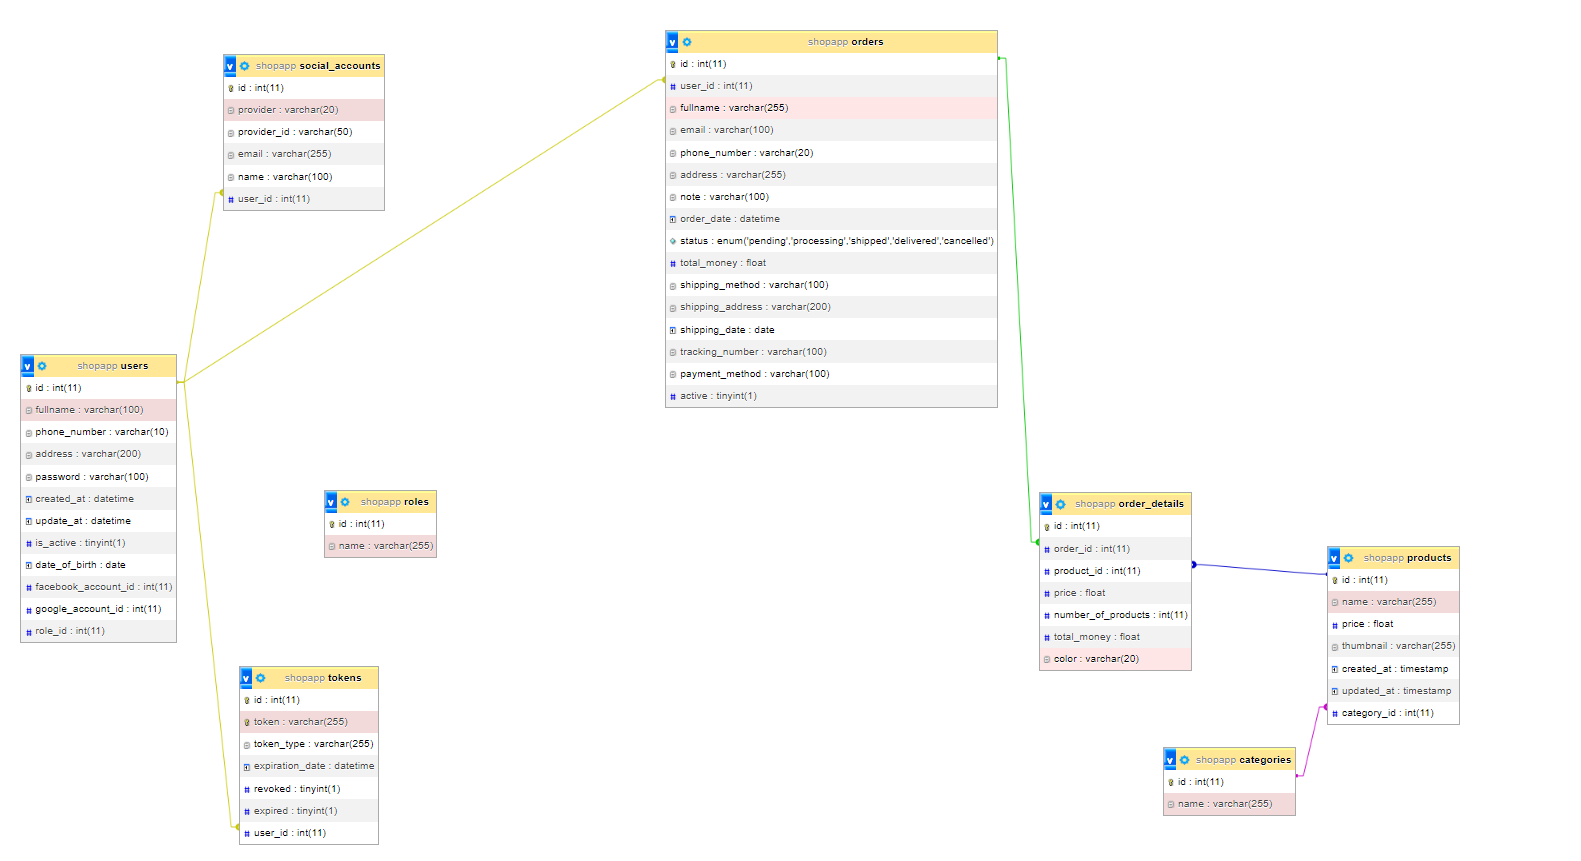 shopapp social_accounts
id : int(11)
provider : varchar(20)
provider_id : varchar(50)
email : varchar(255)
name : varchar(100)
user_id : int(11)
shopapp orders
id : int(11)
user_id : int(11)
fullname : varchar(255)
email : varchar(100)
phone_number : varchar(20)
address : varchar(255)
note : varchar(100)
order_date : datetime
status : enum('pending','processing','shipped','delivered','cancelled')
total_money : float
shipping_method : varchar(100)
shipping_address : varchar(200)
shipping_date : date
tracking_number : varchar(100)
payment_method : varchar(100)
active : tinyint(1)
shopapp users
id : int(11)
fullname : varchar(100)
phone_number : varchar(10)
address : varchar(200)
password : varchar(100)
created_at : datetime
update_at : datetime
is_active : tinyint(1)
date_of_birth : date
facebook_account_id : int(11)
google_account_id : int(11)
role_id : int(11)
shopapp roles
id : int(11)
name : varchar(255)
shopapp tokens
id : int(11)
token : varchar(255)
token_type : varchar(255)
expiration_date : datetime
revoked : tinyint(1)
expired : tinyint(1)
user_id : int(11)
shopapp order_details
id : int(11)
order_id : int(11)
product_id : int(11)
price : float
number_of_products : int(11)
total_money : float
color : varchar(20)
shopapp products
id : int(11)
name : varchar(255)
price : float
thumbnail : varchar(255)
created_at : timestamp
updated_at : timestamp
category_id : int(11)
shopapp categories
id : int(11)
name : varchar(255)